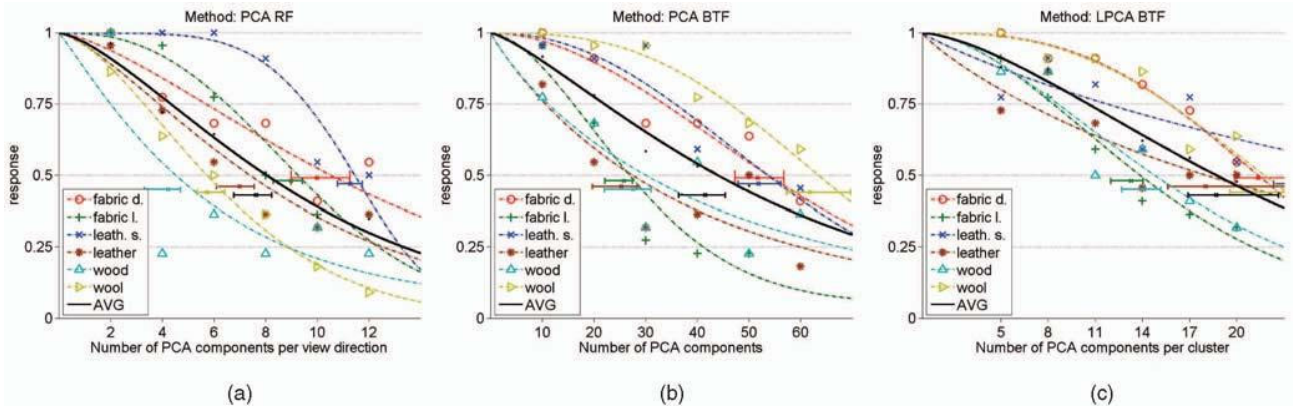 Method: PCA RF
1
0.75
0.5
0.25
0
response
fabric d.
fabric l.
leath. s.
leather
wood
wool
AVG
2 4 6 8 10 12
Number of PCA components per view direction
(a)
Method: PCA BTF
1
0.75
0.5
0.25
0
response
fabric d.
fabric l.
leath. s.
leather
wood
wool
AVG
10 20 30 40 50 60
Number of PCA components
(b)
Method: LPCA BTF
1
0.75
0.5
0.25
0
response
fabric d.
fabric l.
leath. s.
leather
wood
wool
AVG
5 8 11 14 17 20
Number of PCA components per cluster
(c)